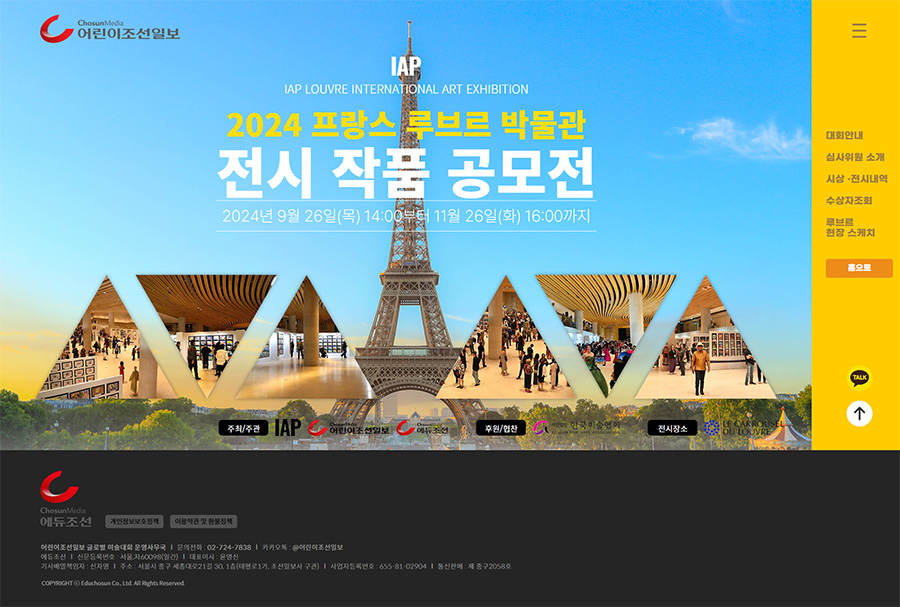 ChosunMedia
어린이조선일보
IAP
IAP LOUVRE INTERNATIONAL ART EXHIBITION
2024 프랑스 루브르 박물관
전시 작품 공모전
2024년 9월 26일(목) 14:00부터 11월 26일(화) 16:00까지
대회안내
심사위원 소개
시상 ·전시내역
수상자조회
루브르
현장 스케치
홈으로
TALK
주최/주관 IAP 어린이조선일보 에듀조선 후원/협찬 한국미술협회 전시장소 LE CARROUSEL
DU LOUVRE
ChosunMedia
에듀조선
개인정보보호정책 이용약관 및 환불정책
어린이조선일보 글로벌 미술대회 운영사무국 I 문의전화 : 02-724-7838 I 카카오톡 : @어린이조선일보
에듀조선 I 신문등록번호 : 서울,자60098(일간) I 대표이사 : 윤영신
기사배열책임자 : 신자영 I 주소 : 서울시 중구 세종대로21길 30, 1층(태평로1가, 조선일보사 구관) I 사업자등록번호 : 655-81-02904 I 통신판매 : 제 중구2058호
COPYRIGHT ⓒ Educhosun Co., Ltd. All Rights Reserved.